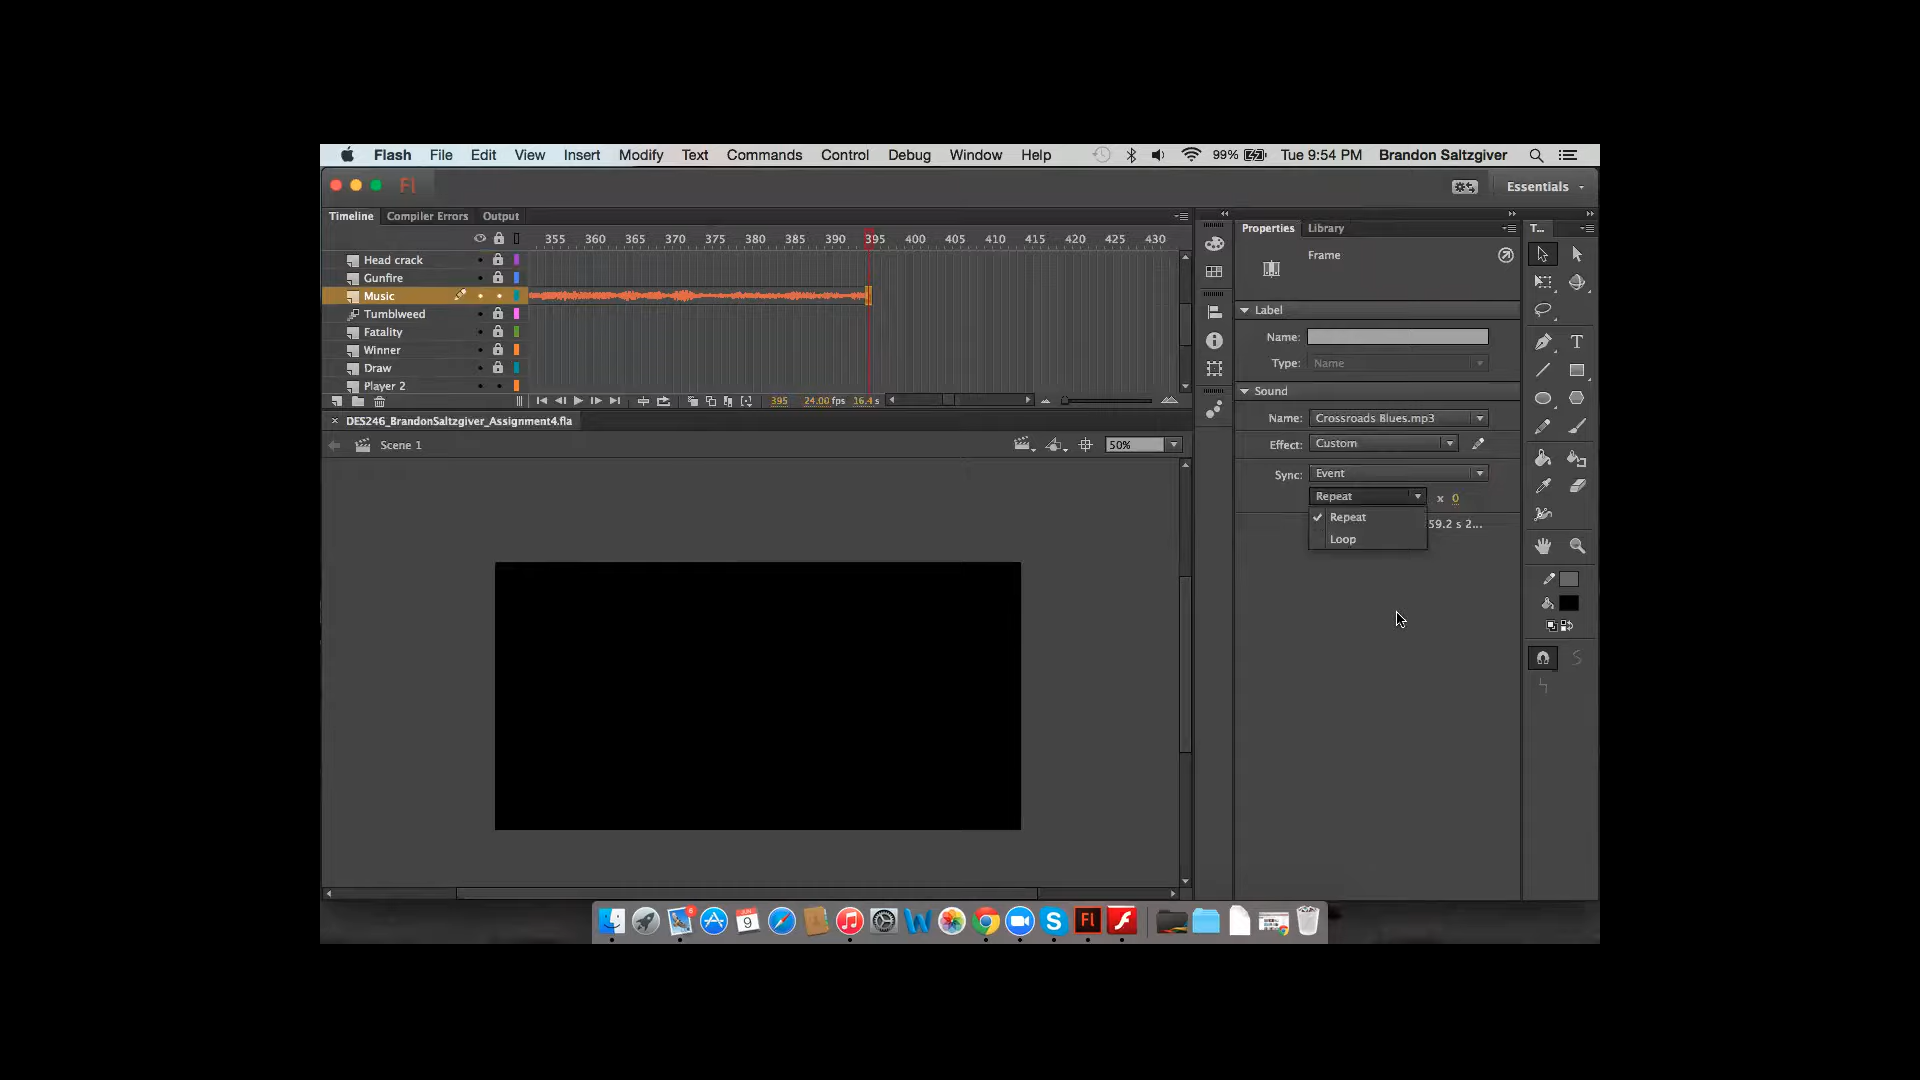 Flash File Edit View Insert Modify Text Commands Control Debug Window Help 99% Tue 9:54 PM Brandon Saltzgiver
Fl Essentials
Timeline Compiler Errors Output
355 360 365 370 375 380 385 390 395 400 405 410 415 420 425 430
Head crack
Gunfire
Music
Tumblweed
Fatality
Winner
Draw
Player 2
395 24.00 fps 16.4 s
DES246_BrandonSaltzgiver_Assignment4.fla
Scene 1
50%
Properties Library
Frame
Label
Name:
Type: Name
Sound
Name: Crossroads Blues.mp3
Effect: Custom
Sync: Event
Repeat x 0
Repeat
Loop
59.2 s 2...
T...
T
JUN
9
W
S
Fl